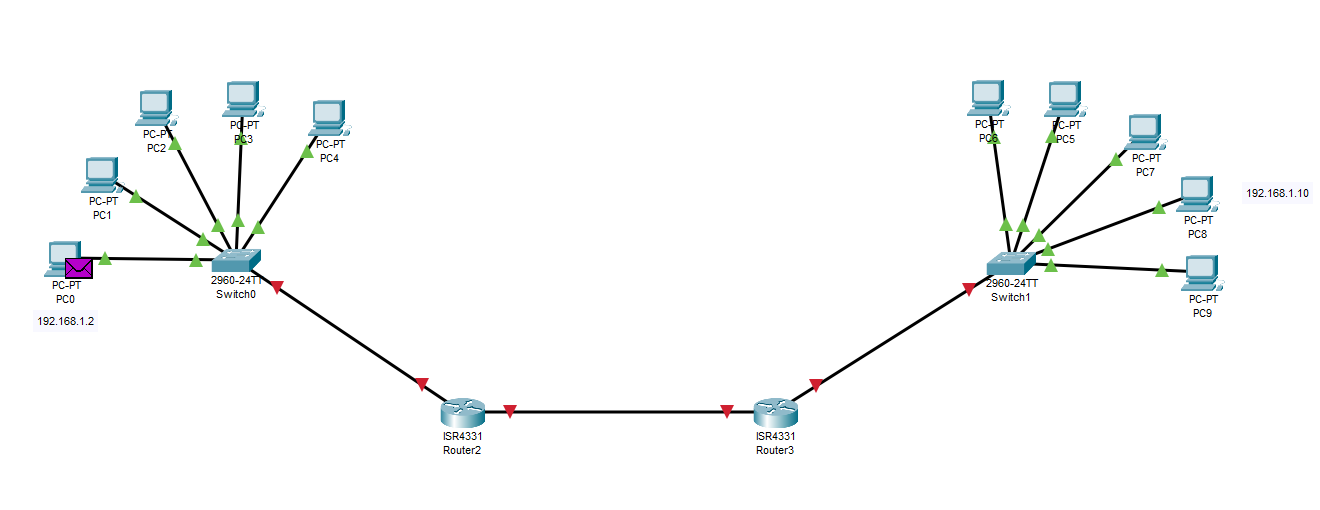 PC-PT
PC3
PC-PT
PC6
PC-PT
PC5
PC-PT
PC2
PC-PT
PC4
PC-PT
PC7
PC-PT
PC1
192.168.1.10
PC-PT
PC8
2960-24TT
Switch0
2960-24TT
Switch1
PC-PT
PC0
192.168.1.2
PC-PT
PC9
ISR4331
Router2
ISR4331
Router3